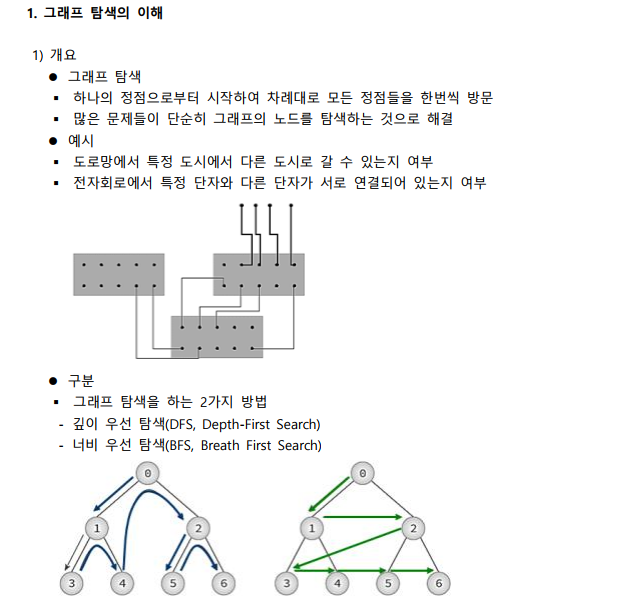 1. 그래프 탐색의 이해
1) 개요
● 그래프 탐색
▪ 하나의 정점으로부터 시작하여 차례대로 모든 정점들을 한번씩 방문
▪ 많은 문제들이 단순히 그래프의 노드를 탐색하는 것으로 해결
● 예시
▪ 도로망에서 특정 도시에서 다른 도시로 갈 수 있는지 여부
▪ 전자회로에서 특정 단자와 다른 단자가 서로 연결되어 있는지 여부
● 구분
▪ 그래프 탐색을 하는 2가지 방법
- 깊이 우선 탐색(DFS, Depth-First Search)
- 너비 우선 탐색(BFS, Breath First Search)
0
1 2
3 4 5 6
0
1 2
3 4 5 6